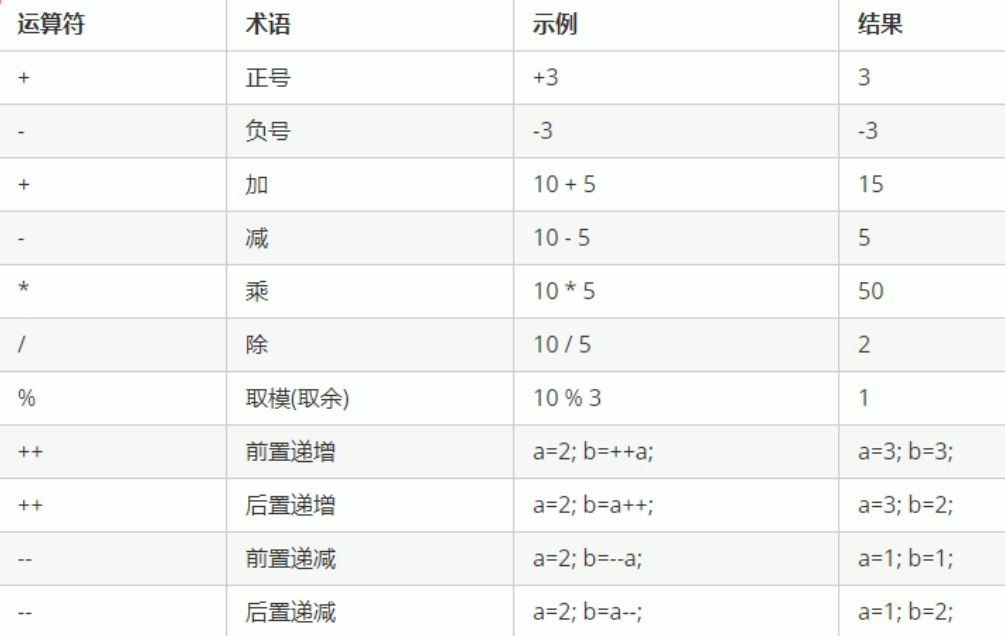 运算符 术语 示例 结果
+ 正号 +3 3
- 负号 -3 -3
+ 加 10 + 5 15
- 减 10 - 5 5
* 乘 10 * 5 50
/ 除 10 / 5 2
% 取模(取余) 10 % 3 1
++ 前置递增 a=2; b=++a; a=3; b=3;
++ 后置递增 a=2; b=a++; a=3; b=2;
-- 前置递减 a=2; b=--a; a=1; b=1;
-- 后置递减 a=2; b=a--; a=1; b=2;